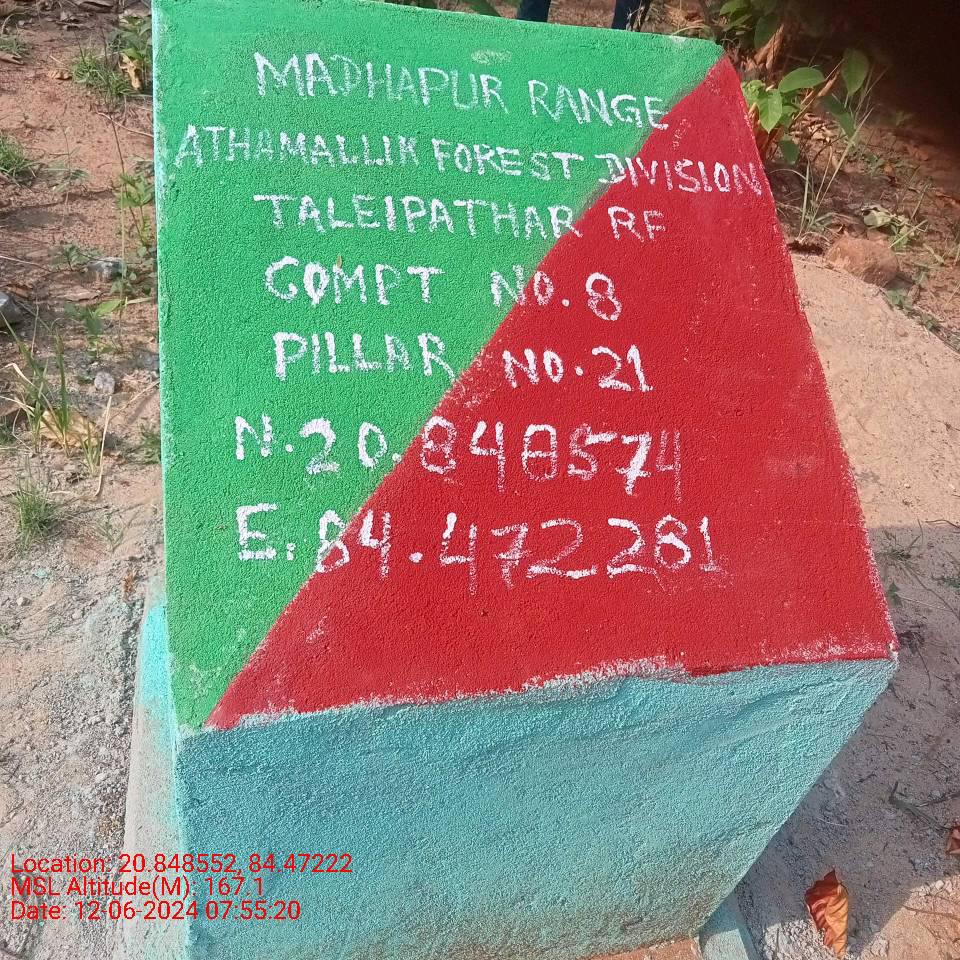 MADHAPUR RANGE
ATHAMALLIK FOREST DIVISION
TALEIPATHAR RF
COMPT NO. 8
PILLAR NO. 21
N. 20.848574
E. 84.472281
Location: 20.848552, 84.47222
MSL Altitude(M): 167.1
Date: 12-06-2024 07:55:20